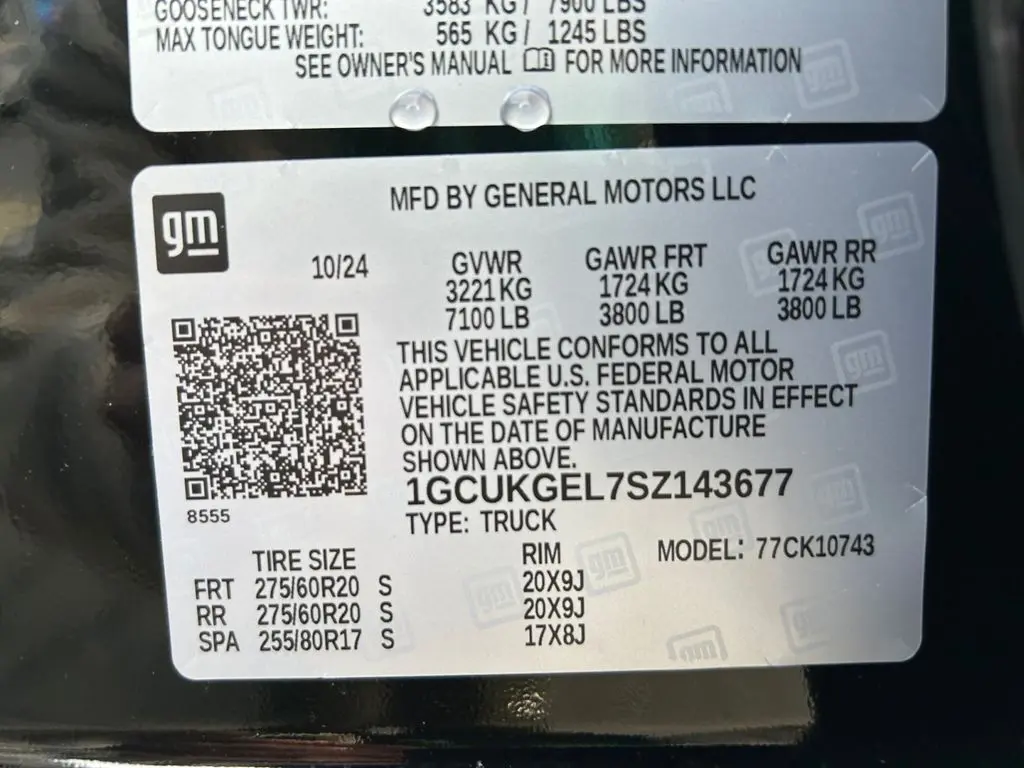 GOOSENECK TWR: 3583 KG / 7900 LBS
MAX TONGUE WEIGHT: 565 KG / 1245 LBS
SEE OWNER'S MANUAL FOR MORE INFORMATION
gm
MFD BY GENERAL MOTORS LLC
10/24 GVWR GAWR FRT GAWR RR
3221 KG 1724 KG 1724 KG
7100 LB 3800 LB 3800 LB
THIS VEHICLE CONFORMS TO ALL
APPLICABLE U.S. FEDERAL MOTOR
VEHICLE SAFETY STANDARDS IN EFFECT
ON THE DATE OF MANUFACTURE
SHOWN ABOVE.
1GCUKGEL7SZ143677
8555
TYPE: TRUCK
TIRE SIZE RIM MODEL: 77CK10743
FRT 275/60R20 S 20X9J
RR 275/60R20 S 20X9J
SPA 255/80R17 S 17X8J